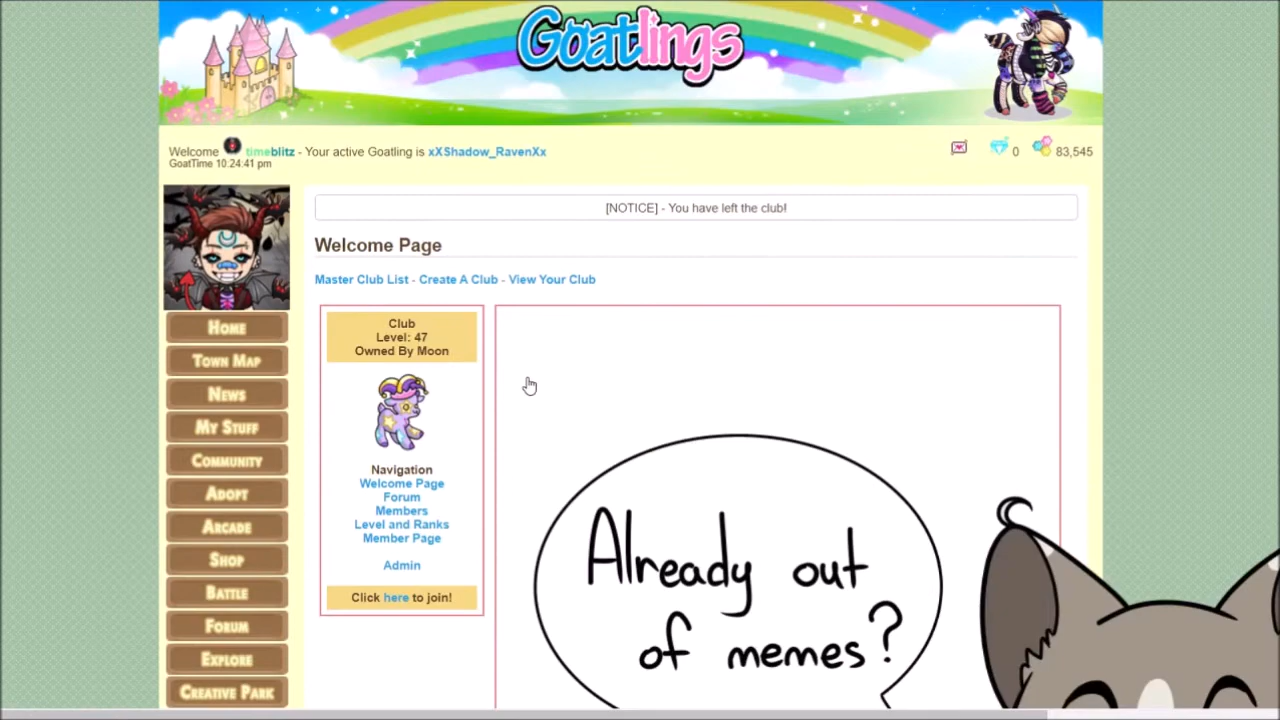 Goatlings
Welcome timeblitz - Your active Goatling is xXShadow_RavenXx
GoatTime 10:24:41 pm
0
83,545
[NOTICE] - You have left the club!
Welcome Page
Master Club List - Create A Club - View Your Club
Home
Town Map
News
My Stuff
Community
Adopt
Arcade
Shop
Battle
Forum
Explore
Creative Park
Club
Level: 47
Owned By Moon
Navigation
Welcome Page
Forum
Members
Level and Ranks
Member Page
Admin
Click here to join!
Already out
of memes?